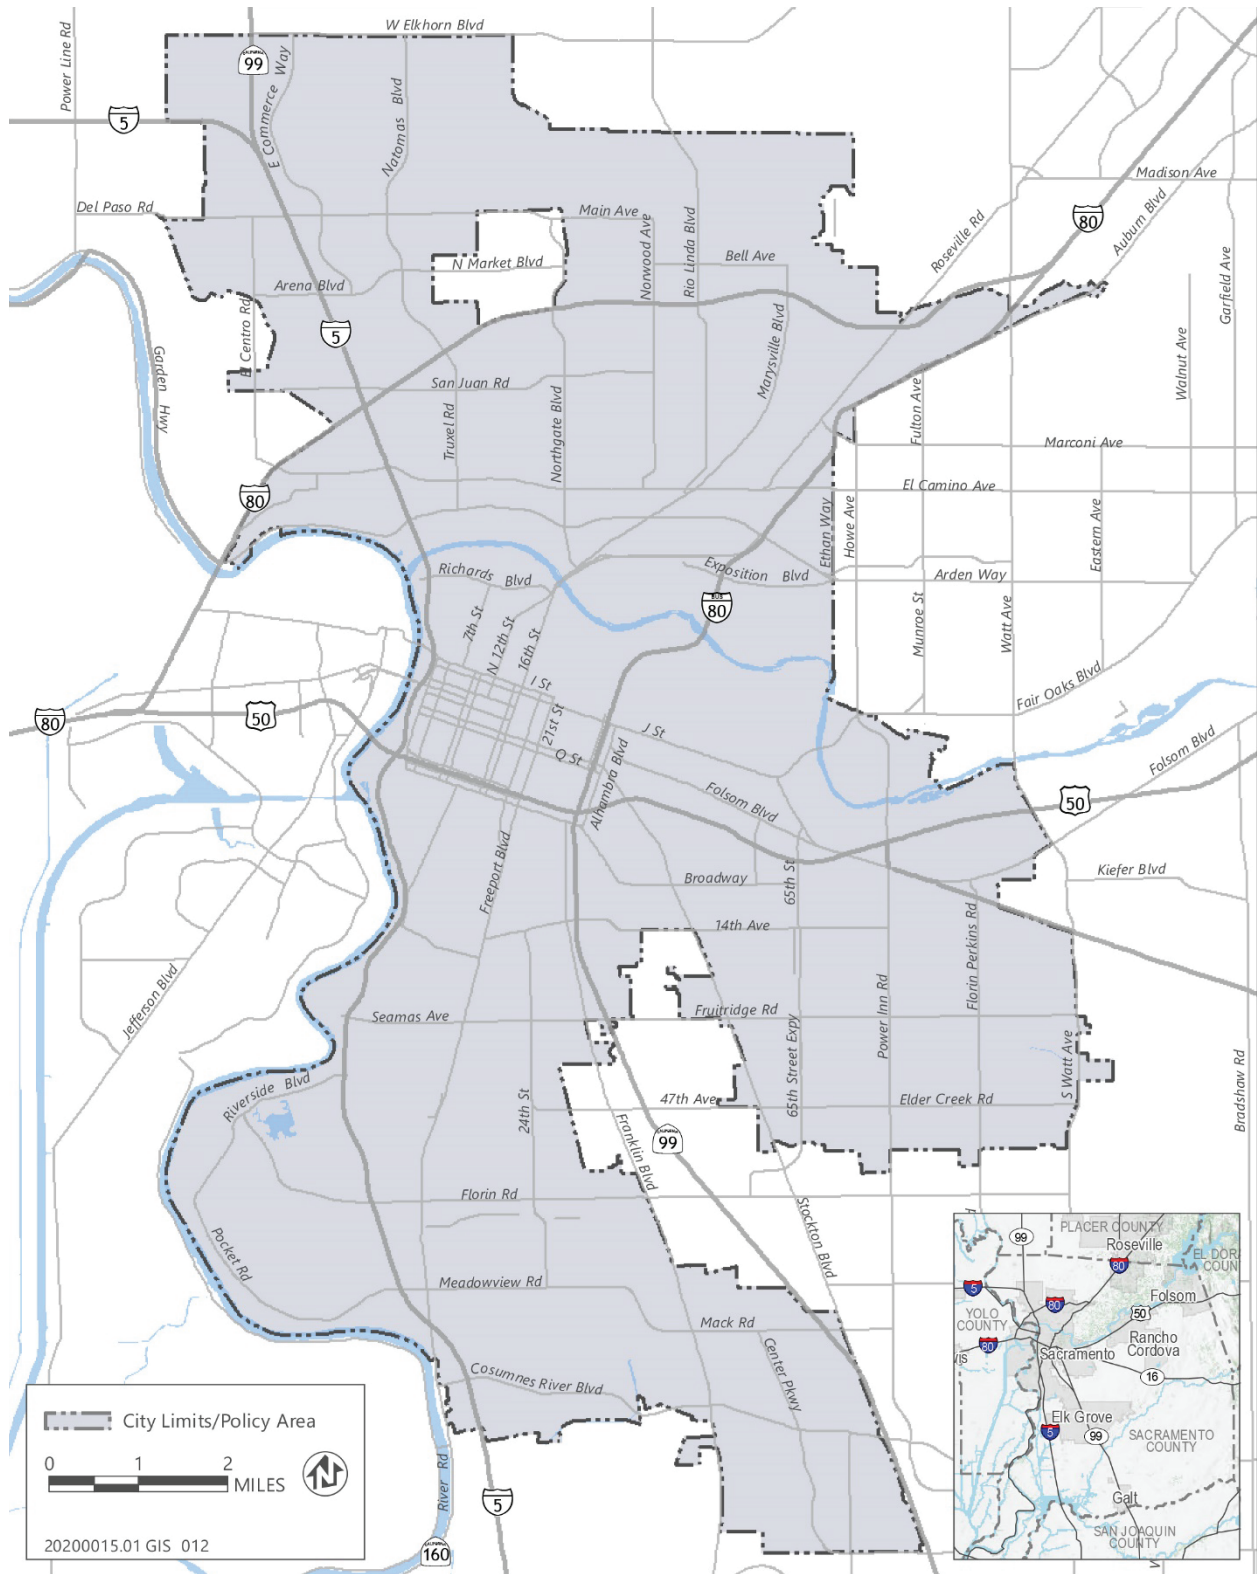 W Elkhorn Blvd
Power Line Rd
CALIFORNIA
99
E Commerce Way
Natomas Blvd
5
Madison Ave
Del Paso Rd
Main Ave
Norwood Ave
Rio Linda Blvd
Roseville Rd
80
Auburn Blvd
Bell Ave
N Market Blvd
Garfield Ave
Arena Blvd
El Centro Rd
5
Marysville Blvd
Walnut Ave
Garden Hwy
San Juan Rd
Fulton Ave
Truxel Rd
Northgate Blvd
Marconi Ave
El Camino Ave
80
Ethan Way
Howe Ave
Eastern Ave
Richards Blvd
Exposition Blvd
Arden Way
BUS
80
7th St
N 12th St
16th St
Munroe St
Watt Ave
I St
Fair Oaks Blvd
80
50
21st St
J St
Q St
Alhambra Blvd
Folsom Blvd
Folsom Blvd
50
Freeport Blvd
Broadway
65th St
Kiefer Blvd
14th Ave
Florin Perkins Rd
Jefferson Blvd
Seamas Ave
Fruitridge Rd
Power Inn Rd
65th Street Expy
S Watt Ave
Bradshaw Rd
Riverside Blvd
24th St
47th Ave
Elder Creek Rd
Franklin Blvd
CALIFORNIA
99
Florin Rd
Stockton Blvd
Pocket Rd
Meadowview Rd
Mack Rd
Center Pkwy
Cosumnes River Blvd
River Rd
5
CALIFORNIA
160
City Limits/Policy Area
0 1 2
MILES
N
20200015.01 GIS 012
PLACER COUNTY
99
Roseville
80
EL DOR
COUN
5
80
Folsom
50
YOLO
COUNTY
80
Sacramento
Rancho
Cordova
vis
16
Elk Grove
5
99
SACRAMENTO
COUNTY
Galt
SAN JOAQUIN
COUNTY